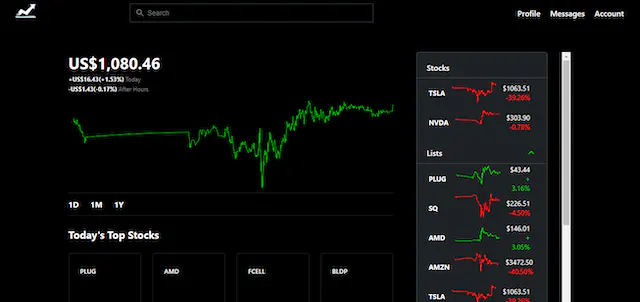 Search
Profile Messages Account
US$1,080.46
+US$16.43(+1.53%) Today
-US$1.43(-0.17%) After Hours
1D 1M 1Y
Today's Top Stocks
PLUG AMD FCELL BLDP
Stocks
TSLA $1063.51
-39.26%
NVDA $303.90
-0.78%
Lists
PLUG $43.44
+
3.16%
SQ $226.51
-4.50%
AMD $146.01
+
3.05%
AMZN $3472.50
-40.50%
TSLA $1063.51
-39.26%